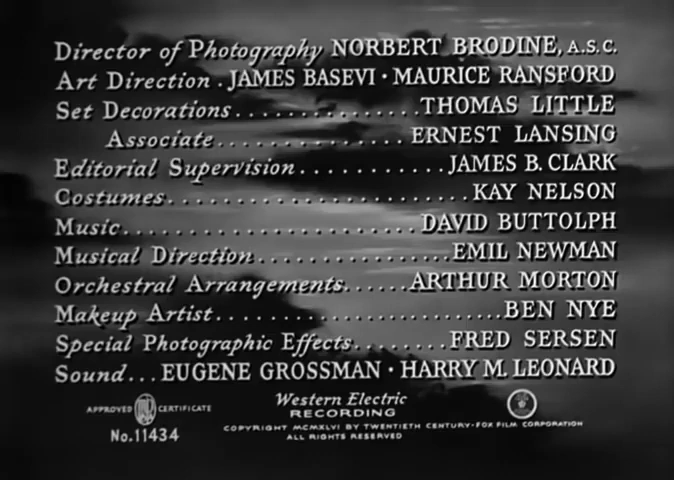 Director of Photography NORBERT BRODINE, A.S.C.
Art Direction . JAMES BASEVI · MAURICE RANSFORD
Set Decorations . . . . . . . . . . . . . . THOMAS LITTLE
Associate . . . . . . . . . . . . . . ERNEST LANSING
Editorial Supervision . . . . . . . . . . . JAMES B. CLARK
Costumes . . . . . . . . . . . . . . . . . . . . . . . KAY NELSON
Music . . . . . . . . . . . . . . . . . . . . . . DAVID BUTTOLPH
Musical Direction . . . . . . . . . . . . . . . EMIL NEWMAN
Orchestral Arrangements . . . . . . ARTHUR MORTON
Makeup Artist . . . . . . . . . . . . . . . . . . . . . . BEN NYE
Special Photographic Effects . . . . . . . . FRED SERSEN
Sound . . . EUGENE GROSSMAN · HARRY M. LEONARD
APPROVED CERTIFICATE
No. 11434
Western Electric
RECORDING
COPYRIGHT MCMXLVI BY TWENTIETH CENTURY-FOX FILM CORPORATION
ALL RIGHTS RESERVED